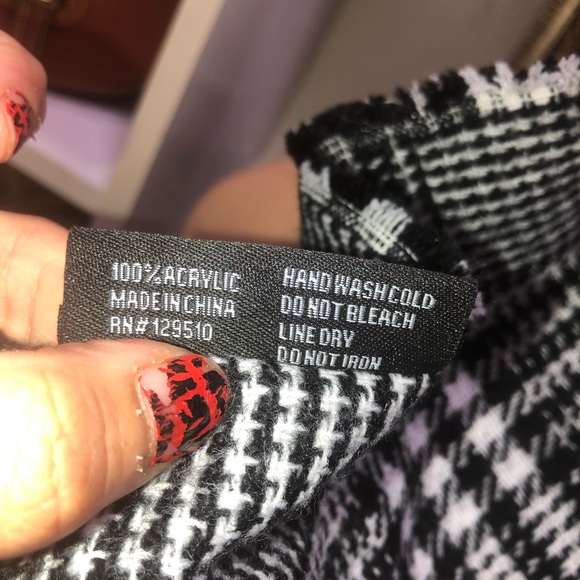 100% ACRYLIC
MADE IN CHINA
RN# 129510
HAND WASH COLD
DO NOT BLEACH
LINE DRY
DO NOT IRON